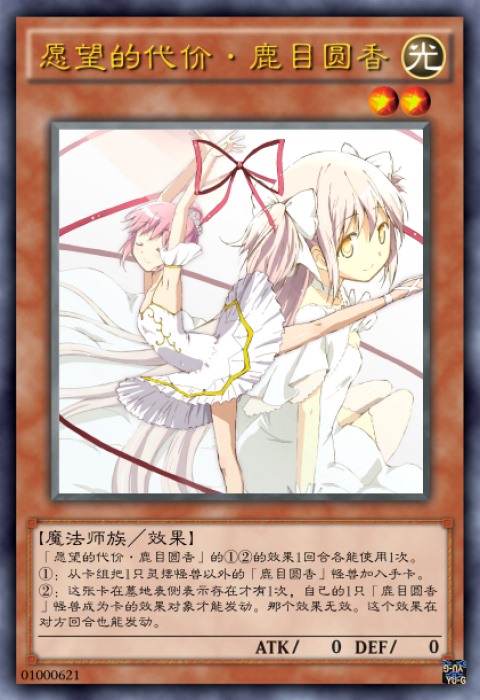 愿望的代价·鹿目圆香
光
【魔法师族／效果】
「愿望的代价·鹿目圆香」的①②的效果1回合各能使用1次。
①：从卡组把1只灵摆怪兽以外的「鹿目圆香」怪兽加入手卡。
②：这张卡在墓地表侧表示存在才有1次，自己的1只「鹿目圆香
」怪兽成为卡的效果对象才能发动。那个效果无效。这个效果在
对方回合也能发动。
ATK/ 0 DEF/ 0
01000621